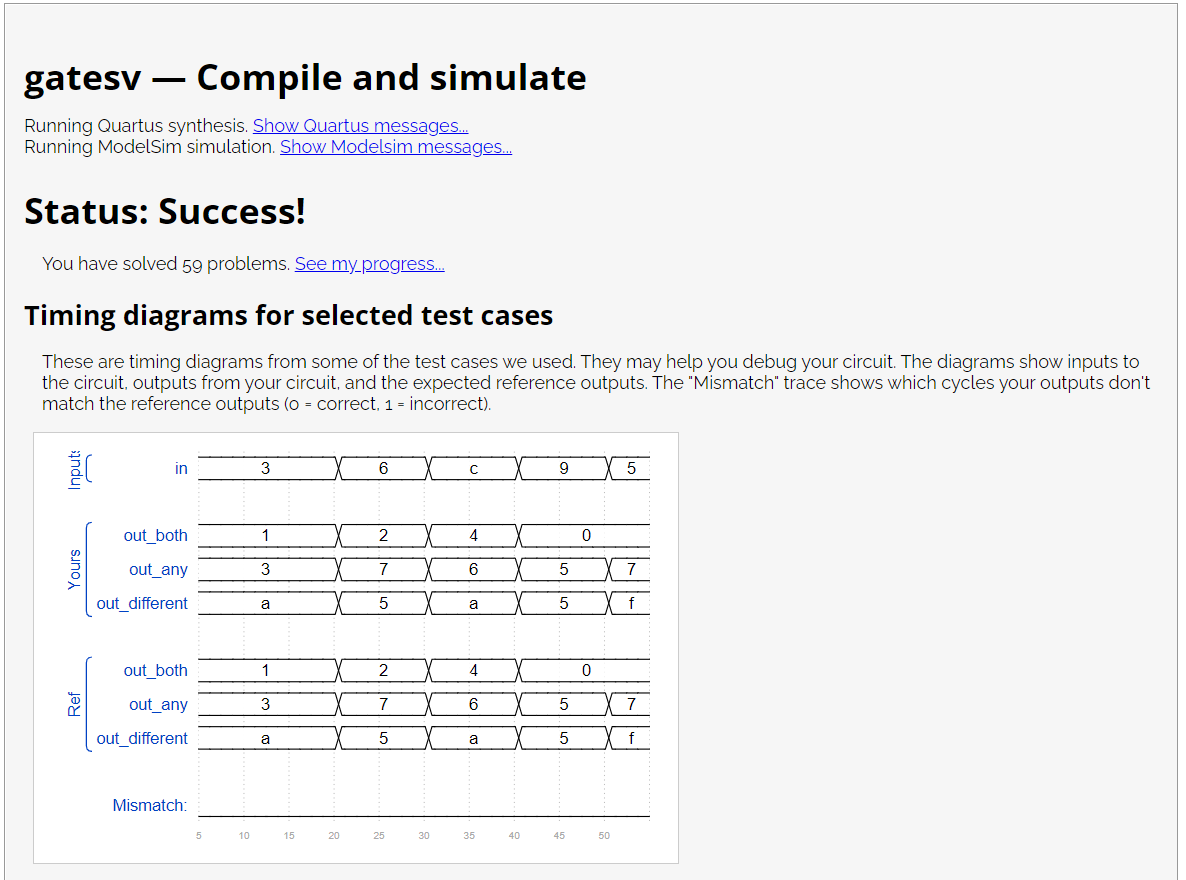 gatesv — Compile and simulate
Running Quartus synthesis. Show Quartus messages...
Running ModelSim simulation. Show Modelsim messages...
Status: Success!
You have solved 59 problems. See my progress...
Timing diagrams for selected test cases
These are timing diagrams from some of the test cases we used. They may help you debug your circuit. The diagrams show inputs to
the circuit, outputs from your circuit, and the expected reference outputs. The "Mismatch" trace shows which cycles your outputs don't
match the reference outputs (0 = correct, 1 = incorrect).
Inputs
in 3 6 c 9 5
Yours
out_both 1 2 4 0
out_any 3 7 6 5 7
out_different a 5 a 5 f
Ref
out_both 1 2 4 0
out_any 3 7 6 5 7
out_different a 5 a 5 f
Mismatch:
5 10 15 20 25 30 35 40 45 50